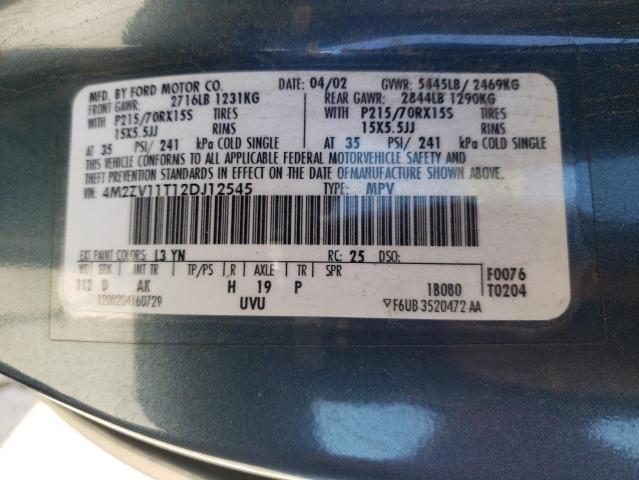 MFD. BY FORD MOTOR CO. DATE: 04/02 GVWR: 5445LB/ 2469KG
FRONT GAWR: 2716LB 1231KG REAR GAWR: 2844LB 1290KG
WITH P215/70RX15S TIRES WITH P215/70RX15S TIRES
15X5.5JJ RIMS 15X5.5JJ RIMS
AT 35 PSI/ 241 kPa COLD SINGLE AT 35 PSI/ 241 kPa COLD SINGLE
THIS VEHICLE CONFORMS TO ALL APPLICABLE FEDERAL MOTORVEHICLE SAFETY AND
THEFT PREVENTION STANDARDS IN EFFECT ON THE DATE OF MANUFACTURE SHOWN ABOVE.
VIN: 4M2ZV11T12DJ12545 TYPE: MPV
EXT PAINT COLORS: L3 YN RC: 25 DSO:
WB BRK INT TR TP/PS R AXLE TR SPR F0076
112 D AK H 19 P 1B080 T0204
1200204160729 UVU ▽F6UB 3520472 AA